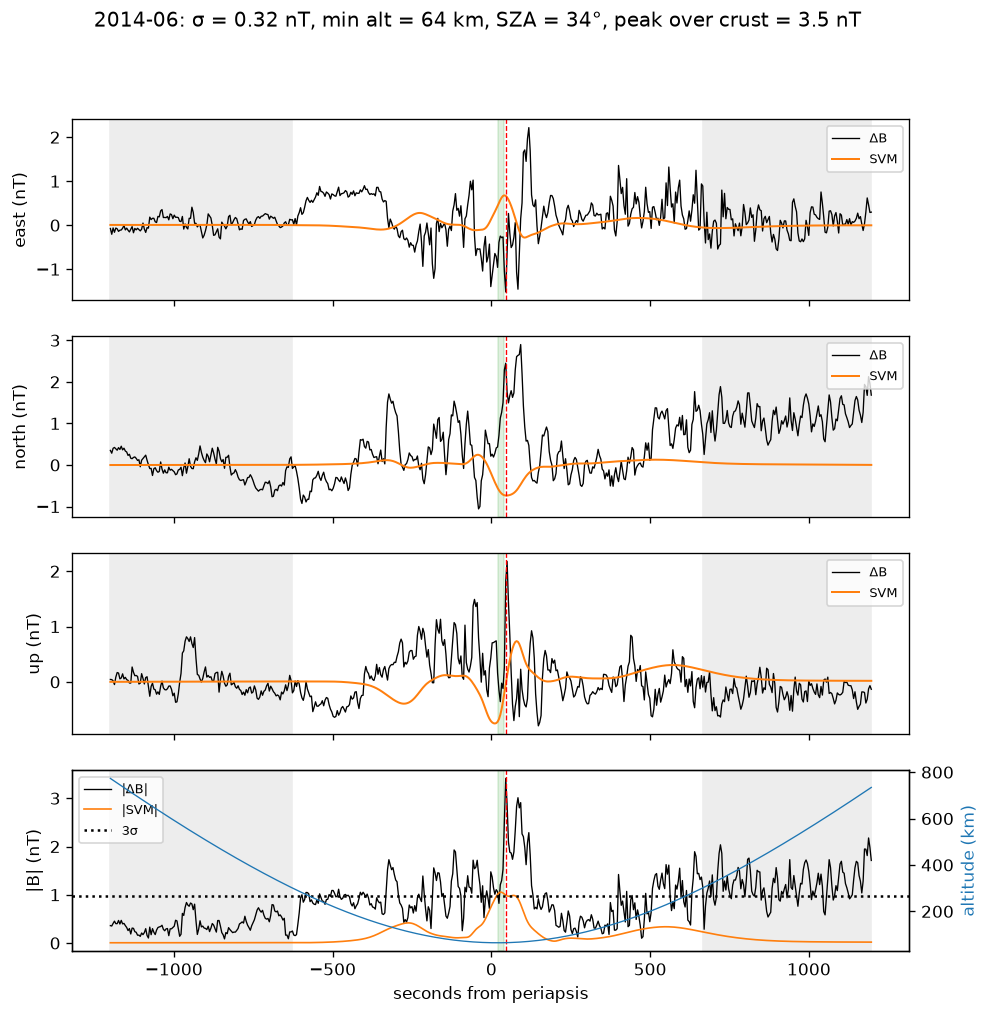 2014-06: σ = 0.32 nT, min alt = 64 km, SZA = 34°, peak over crust = 3.5 nT
east (nT)
2
1
0
−1
ΔB
SVM
north (nT)
3
2
1
0
−1
ΔB
SVM
up (nT)
2
1
0
ΔB
SVM
|B| (nT)
3
2
1
0
|ΔB|
|SVM|
3σ
800
600
400
200
altitude (km)
−1000
−500
0
500
1000
seconds from periapsis